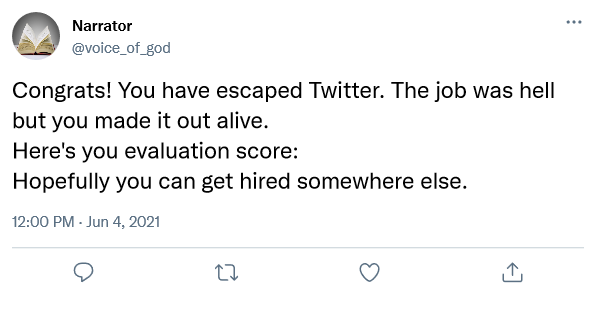 Narrator
@voice_of_god
Congrats! You have escaped Twitter. The job was hell
but you made it out alive.
Here's you evaluation score:
Hopefully you can get hired somewhere else.
12:00 PM · Jun 4, 2021